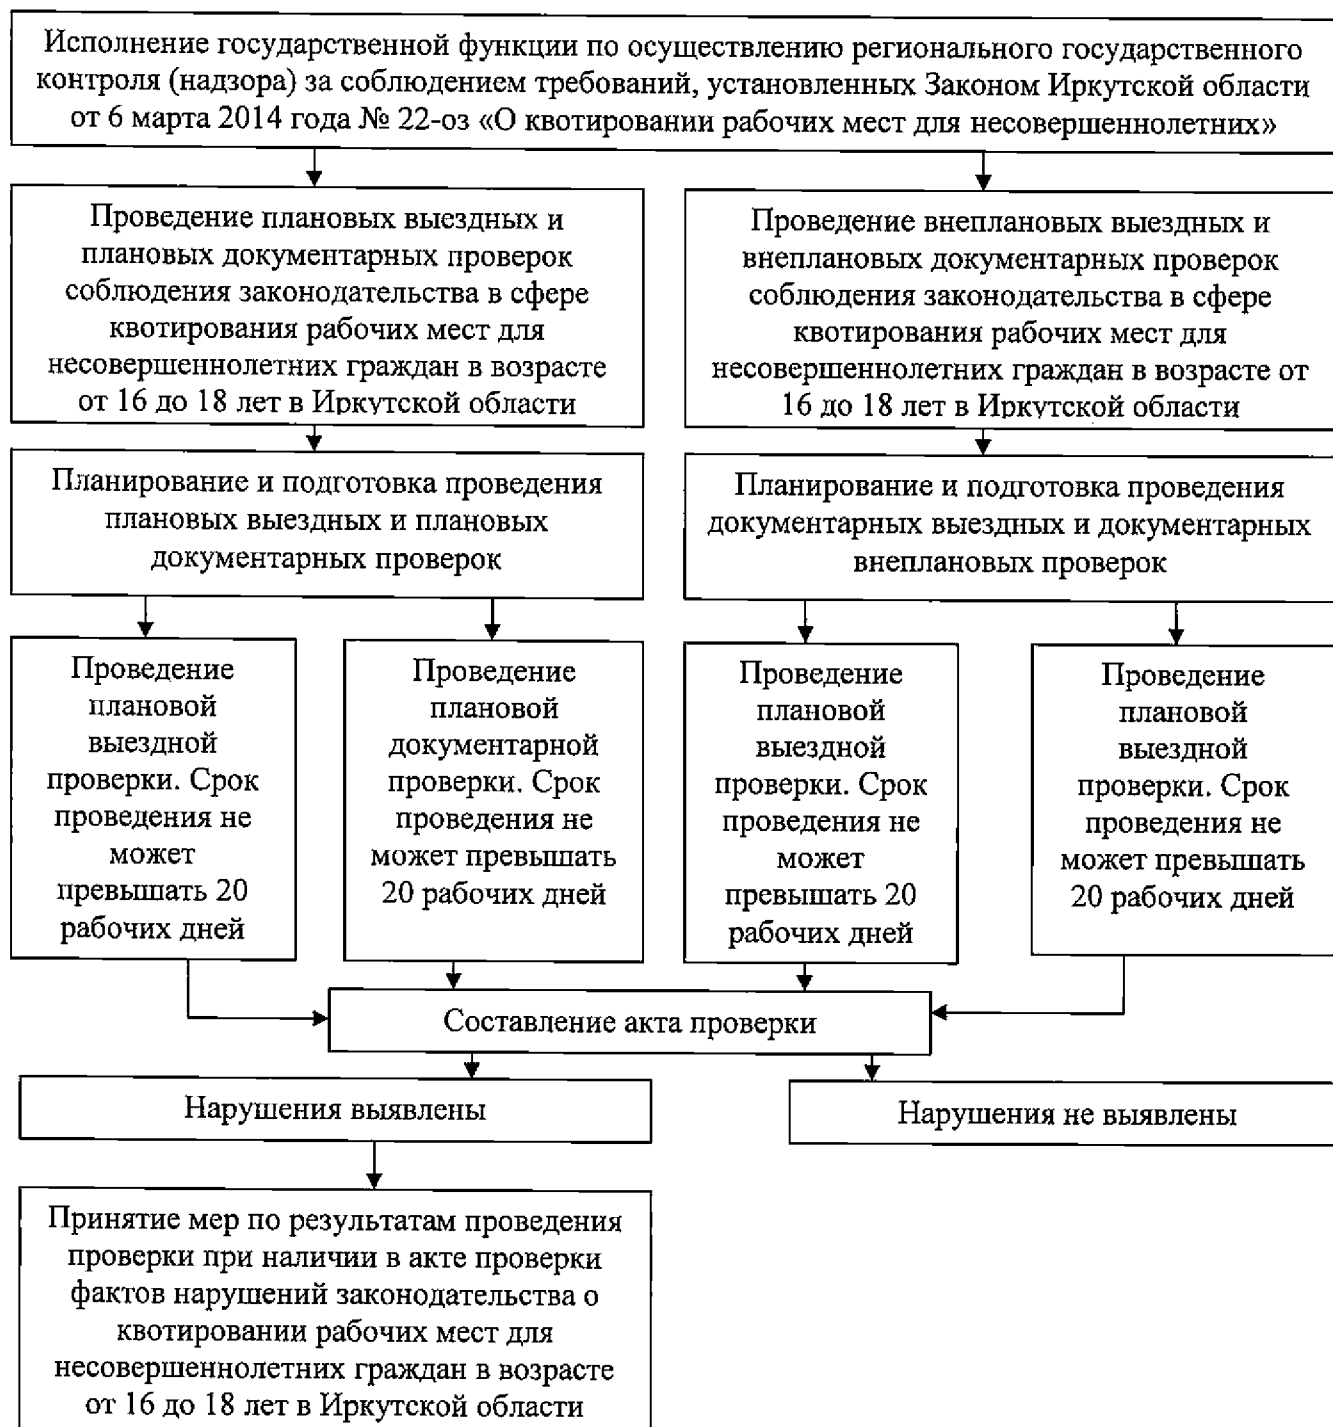 Исполнение государственной функции по осуществлению регионального государственного
контроля (надзора) за соблюдением требований, установленных Законом Иркутской области
от 6 марта 2014 года № 22-оз «О квотировании рабочих мест для несовершеннолетних»
Проведение плановых выездных и
плановых документарных проверок
соблюдения законодательства в сфере
квотирования рабочих мест для
несовершеннолетних граждан в возрасте
от 16 до 18 лет в Иркутской области
Проведение внеплановых выездных и
внеплановых документарных проверок
соблюдения законодательства в сфере
квотирования рабочих мест для
несовершеннолетних граждан в возрасте от
16 до 18 лет в Иркутской области
Планирование и подготовка проведения
плановых выездных и плановых
документарных проверок
Планирование и подготовка проведения
документарных выездных и документарных
внеплановых проверок
Проведение
плановой
выездной
проверки. Срок
проведения не
может
превышать 20
рабочих дней
Проведение
плановой
документарной
проверки. Срок
проведения не
может превышать
20 рабочих дней
Проведение
плановой
выездной
проверки. Срок
проведения не
может
превышать 20
рабочих дней
Проведение
плановой
выездной
проверки. Срок
проведения не
может превышать
20 рабочих дней
Составление акта проверки
Нарушения выявлены
Нарушения не выявлены
Принятие мер по результатам проведения
проверки при наличии в акте проверки
фактов нарушений законодательства о
квотировании рабочих мест для
несовершеннолетних граждан в возрасте
от 16 до 18 лет в Иркутской области